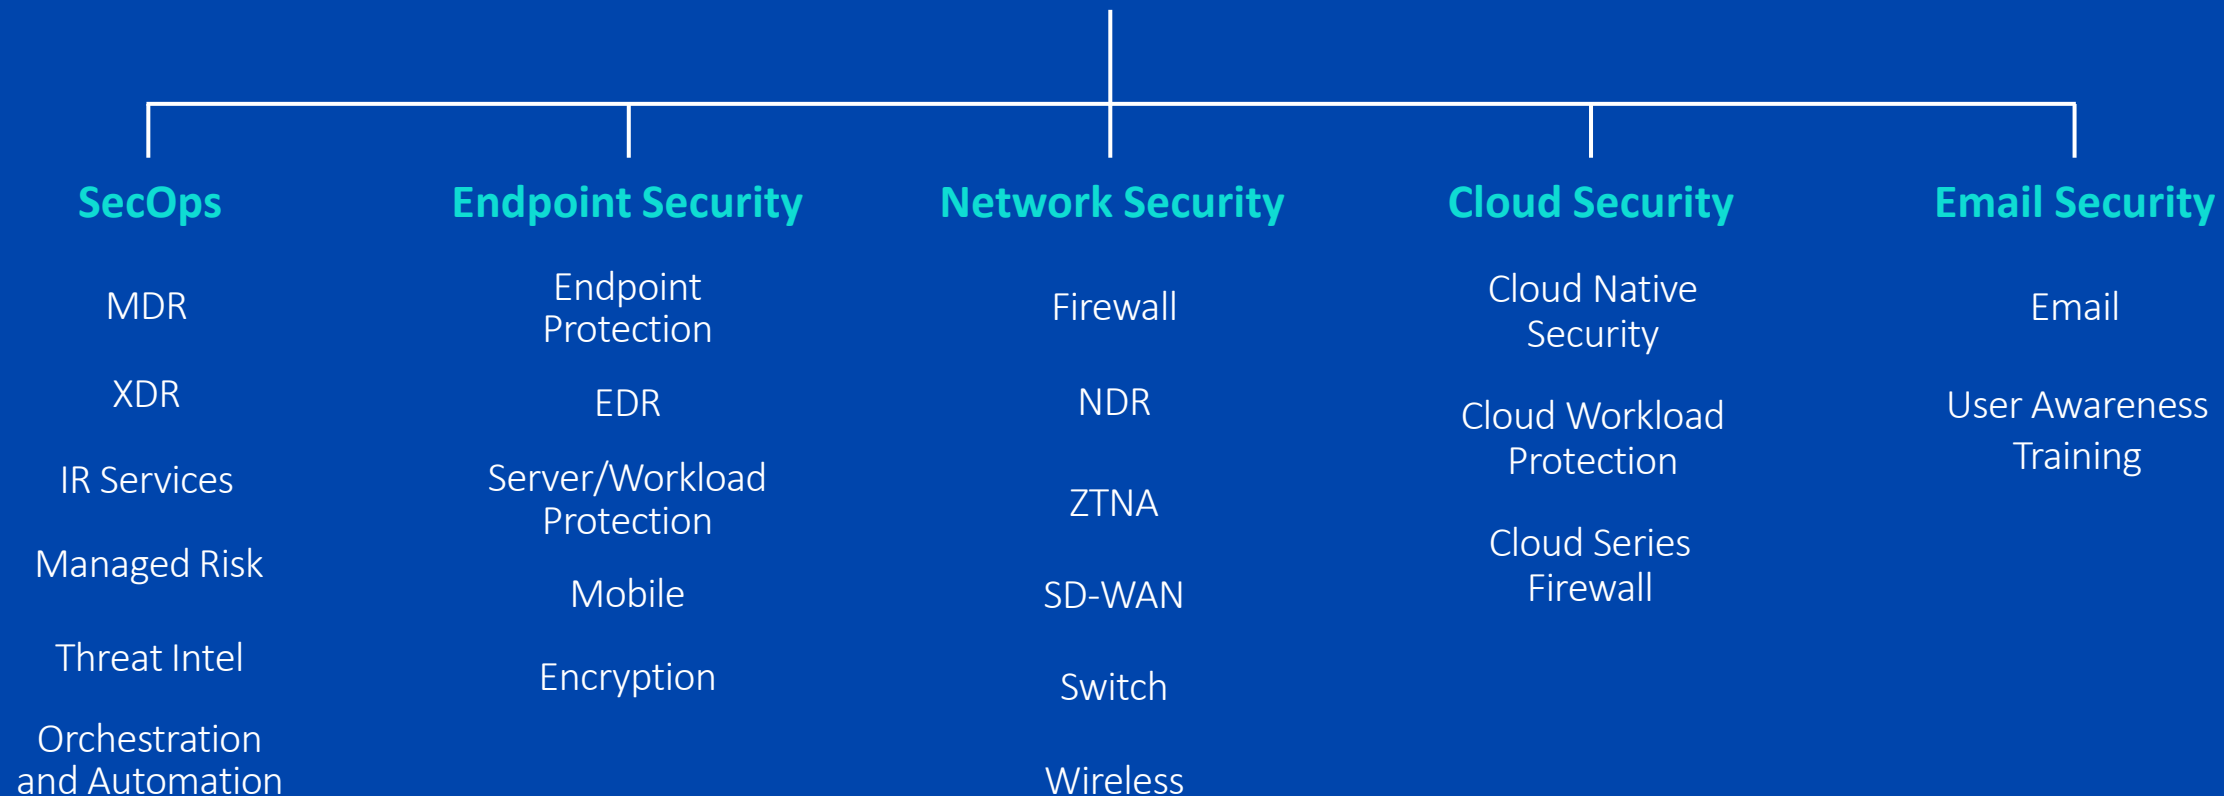 SecOps
MDR
XDR
IR Services
Managed Risk
Threat Intel
Orchestration
and Automation
Endpoint Security
Endpoint
Protection
EDR
Server/Workload
Protection
Mobile
Encryption
Network Security
Firewall
NDR
ZTNA
SD-WAN
Switch
Wireless
Cloud Security
Cloud Native
Security
Cloud Workload
Protection
Cloud Series
Firewall
Email Security
Email
User Awareness
Training